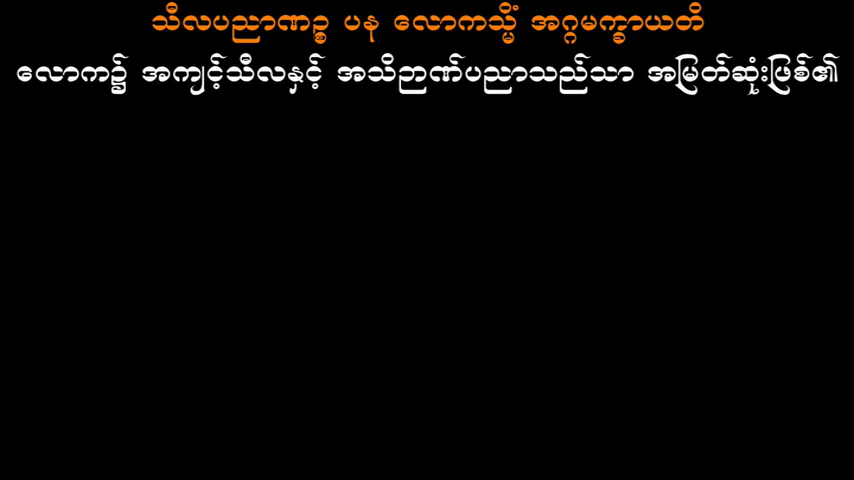 သီလပညာဏဉ္စ ပန လောကသ္မိံ အဂ္ဂမက္ခာယတိ
လောက၌ အကျင့်သီလနှင့် အသိဉာဏ်ပညာသည်သာ အမြတ်ဆုံးဖြစ်၏